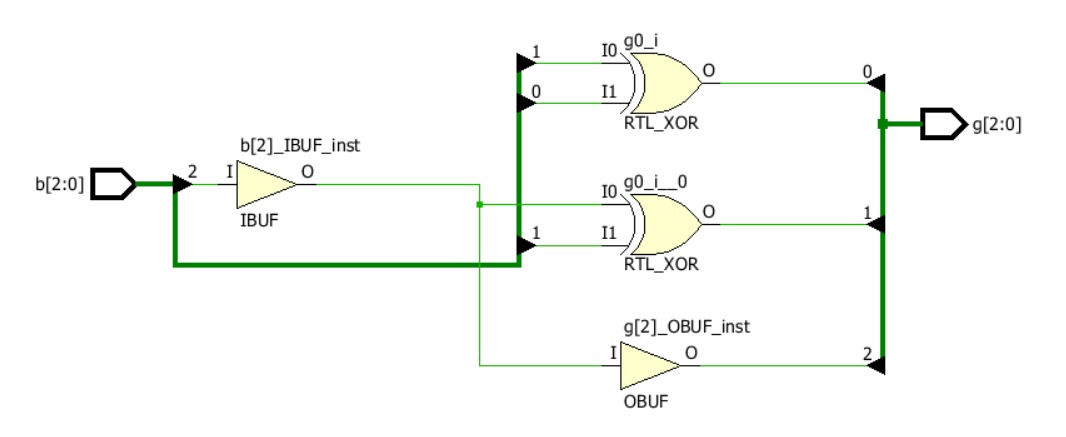 g0_i
1
I0
O
0
0
I1
RTL_XOR
g[2:0]
b[2]_IBUF_inst
b[2:0]
2
I
O
IBUF
g0_i__0
I0
O
1
1
I1
RTL_XOR
g[2]_OBUF_inst
I
O
2
OBUF